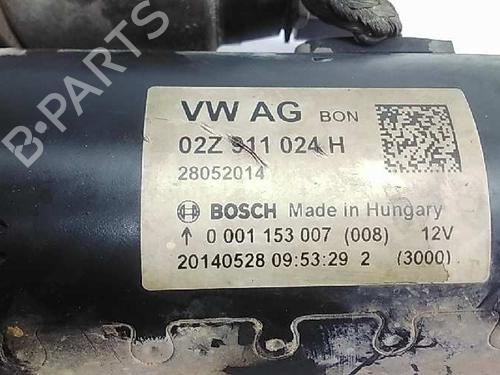 VW AG BON
02Z 911 024 H
28052014
BOSCH Made in Hungary
↑ 0 001 153 007 (008) 12V
20140528 09:53:29 2 (3000)
B-PARTS